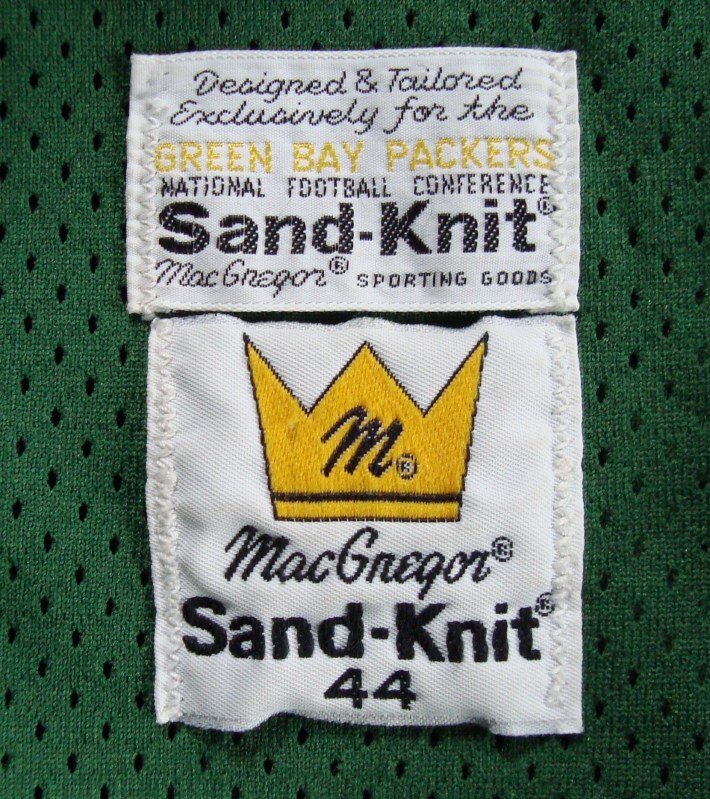 Designed & Tailored
Exclusively for the
GREEN BAY PACKERS
NATIONAL FOOTBALL CONFERENCE
Sand-Knit®
MacGregor® SPORTING GOODS
M®
MacGregor®
Sand-Knit®
44